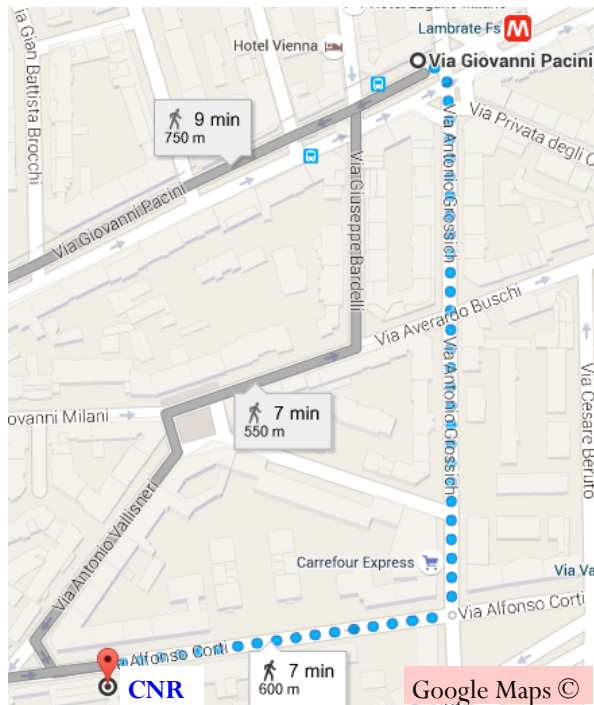 Hotel Lugano Milano
Lambrate Fs M
Hotel Vienna
Via Giovanni Pacini
via Gian Battista Brocchi
9 min
750 m
Via Privata degli
Via Antonio Grossich
Via Giovanni Pacini
Via Giuseppe Bardelli
Via Averardo Buschi
Via Antonio Grossich
Via Cesare Beruto
ovanni Milani
7 min
550 m
Via Antonio Vallisneri
Carrefour Express
Via Va
Via Alfonso Corti
a Alfonso Corti
7 min
600 m
CNR
Google Maps ©